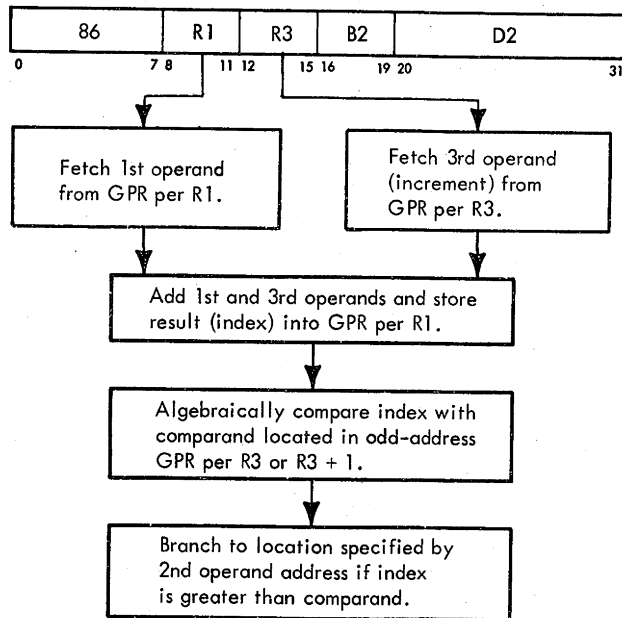 86 R1 R3 B2 D2
0 7 8 11 12 15 16 19 20 31
Fetch 1st operand
from GPR per R1.
Fetch 3rd operand
(increment) from
GPR per R3.
Add 1st and 3rd operands and store
result (index) into GPR per R1.
Algebraically compare index with
comparand located in odd-address
GPR per R3 or R3 + 1.
Branch to location specified by
2nd operand address if index
is greater than comparand.